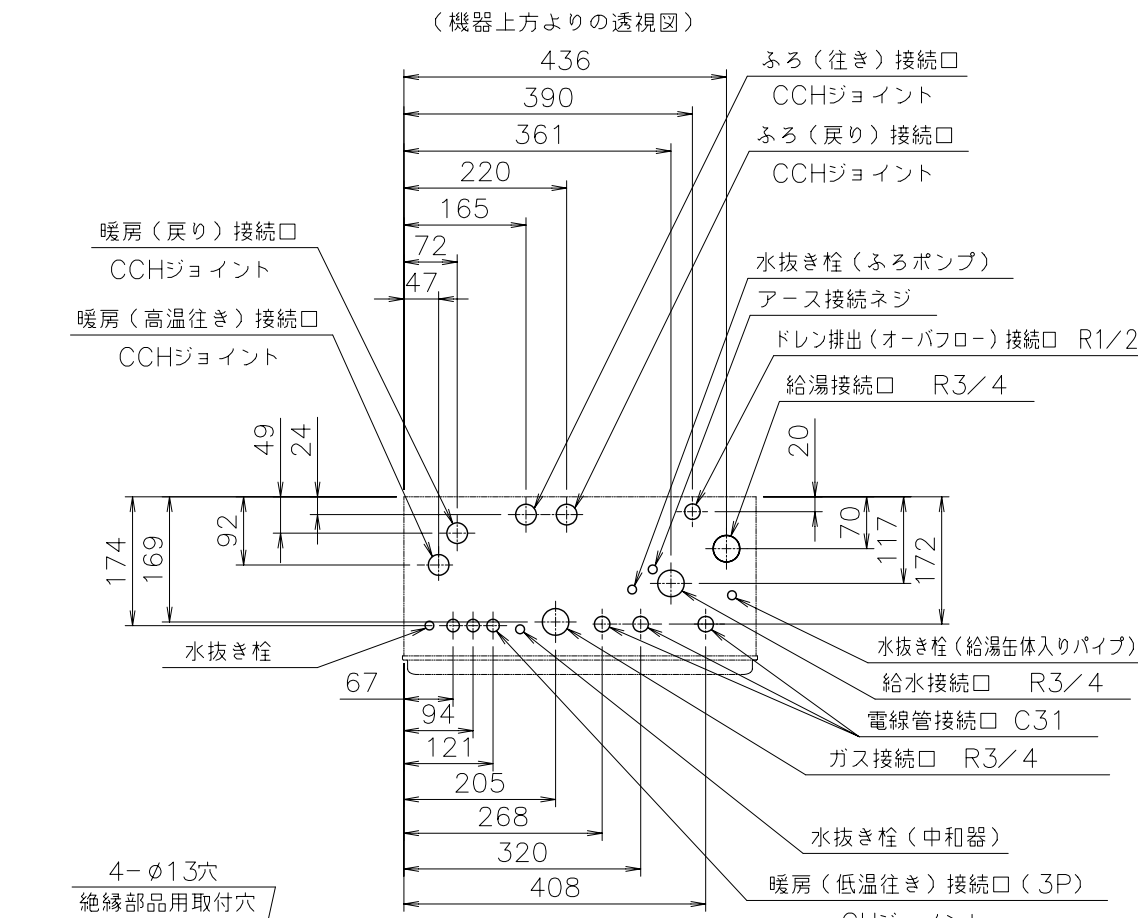 （機器上方よりの透視図）
436
390
361
220
165
72
47
ふろ（往き）接続口
CCHジョイント
ふろ（戻り）接続口
CCHジョイント
暖房（戻り）接続口
CCHジョイント
暖房（高温往き）接続口
CCHジョイント
水抜き栓（ふろポンプ）
アース接続ネジ
ドレン排出（オーバフロー）接続口 R1/2
給湯接続口 R3/4
49
24
20
174
169
92
70
117
172
水抜き栓
水抜き栓（給湯缶体入りパイプ）
給水接続口 R3/4
電線管接続口 C31
ガス接続口 R3/4
67
94
121
205
268
320
408
水抜き栓（中和器）
暖房（低温往き）接続口（3P）
4-φ13穴
絶縁部品用取付穴